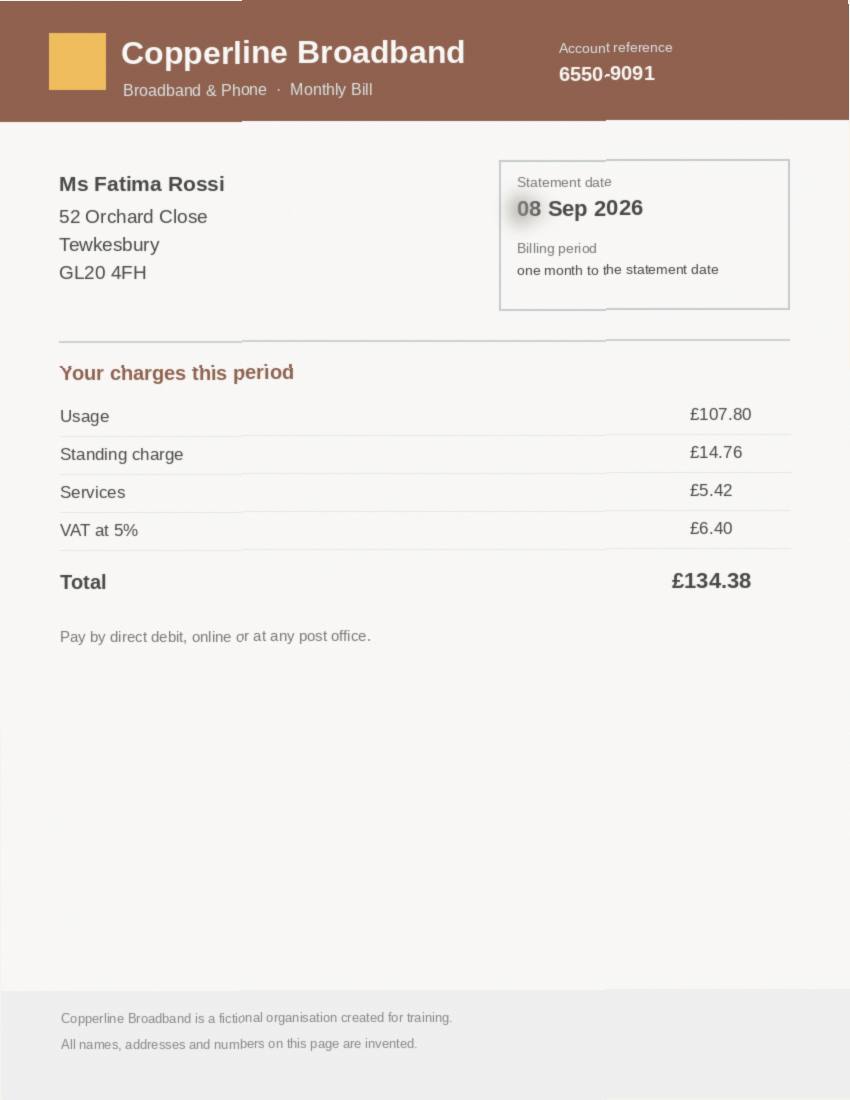 Copperline Broadband
Broadband & Phone · Monthly Bill
Account reference
6550-9091
Ms Fatima Rossi
52 Orchard Close
Tewkesbury
GL20 4FH
Statement date
08 Sep 2026
Billing period
one month to the statement date
Your charges this period
Usage £107.80
Standing charge £14.76
Services £5.42
VAT at 5% £6.40
Total £134.38
Pay by direct debit, online or at any post office.
Copperline Broadband is a fictional organisation created for training.
All names, addresses and numbers on this page are invented.